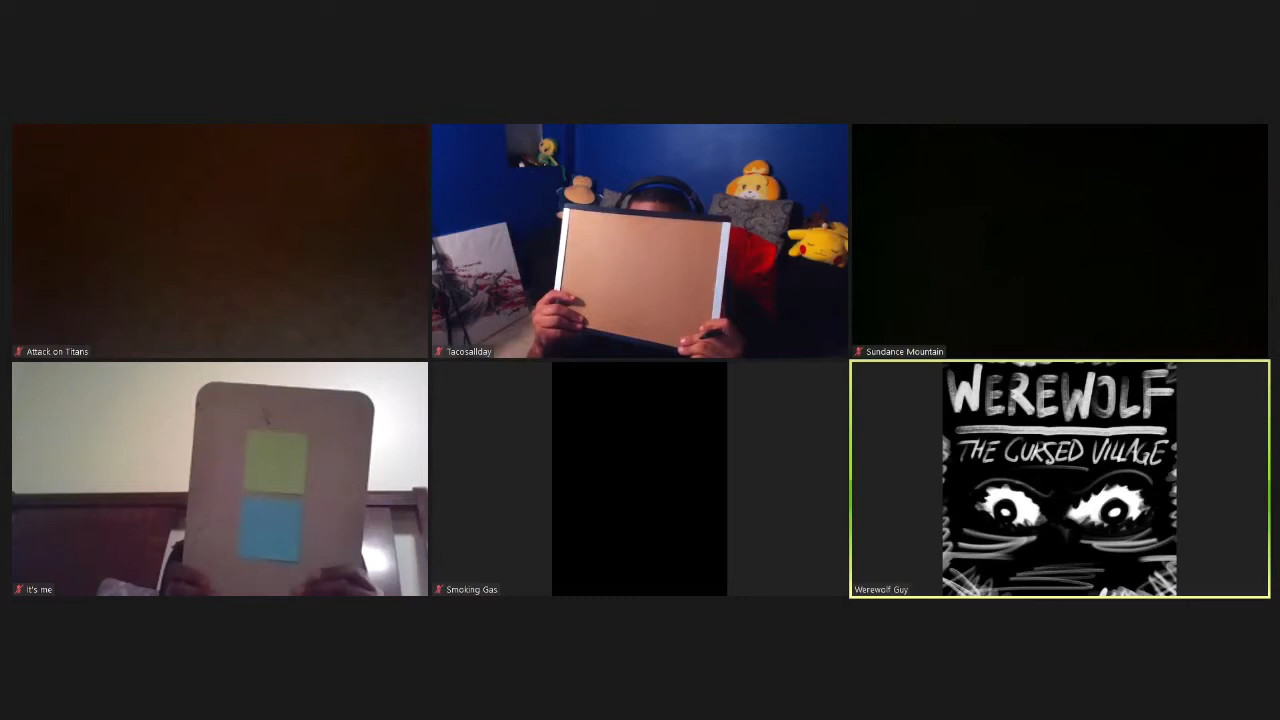 Attack on Titans
Tacosallday
Sundance Mountain
It's me
Smoking Gas
WEREWOLF
THE CURSED VILLAGE
Werewolf Guy